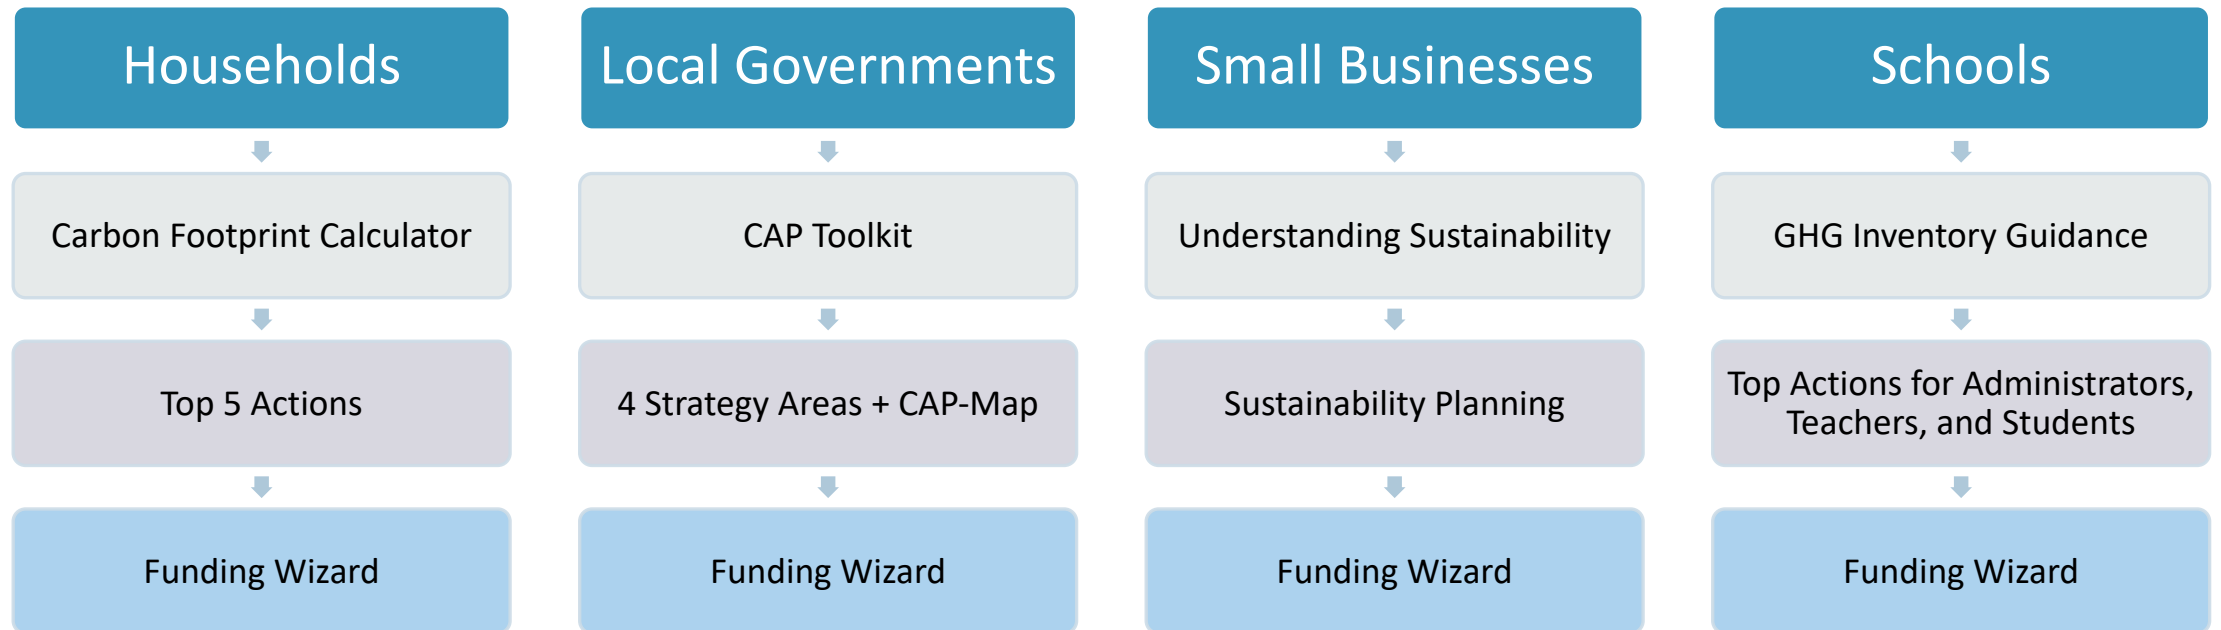 Households
Carbon Footprint Calculator
Top 5 Actions
Funding Wizard
Local Governments
CAP Toolkit
4 Strategy Areas + CAP-Map
Funding Wizard
Small Businesses
Understanding Sustainability
Sustainability Planning
Funding Wizard
Schools
GHG Inventory Guidance
Top Actions for Administrators,
Teachers, and Students
Funding Wizard